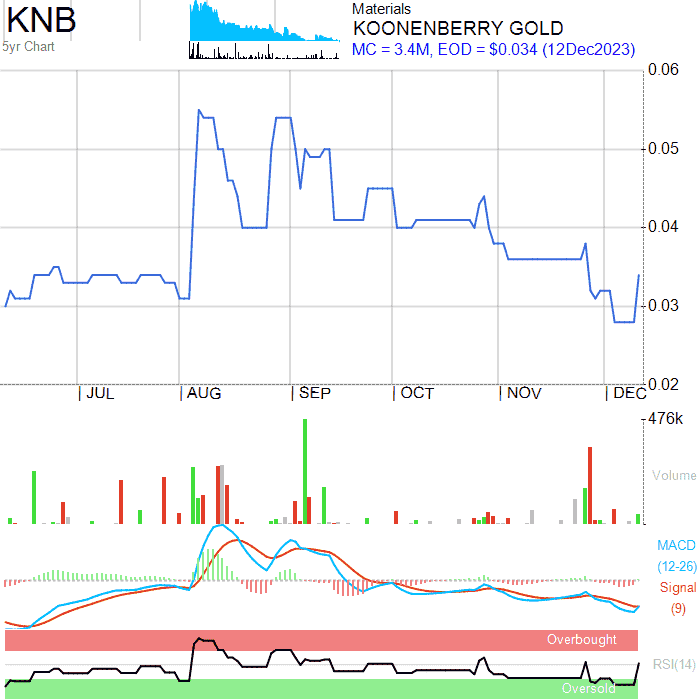 KNB
5yr Chart
Materials
KOONENBERRY GOLD
MC = 3.4M, EOD = $0.034 (12Dec2023)
0.06
0.05
0.04
0.03
0.02
| JUL | AUG | SEP | OCT | NOV | DEC
476k
Volume
MACD
(12-26)
Signal
(9)
Overbought
RSI(14)
Oversold